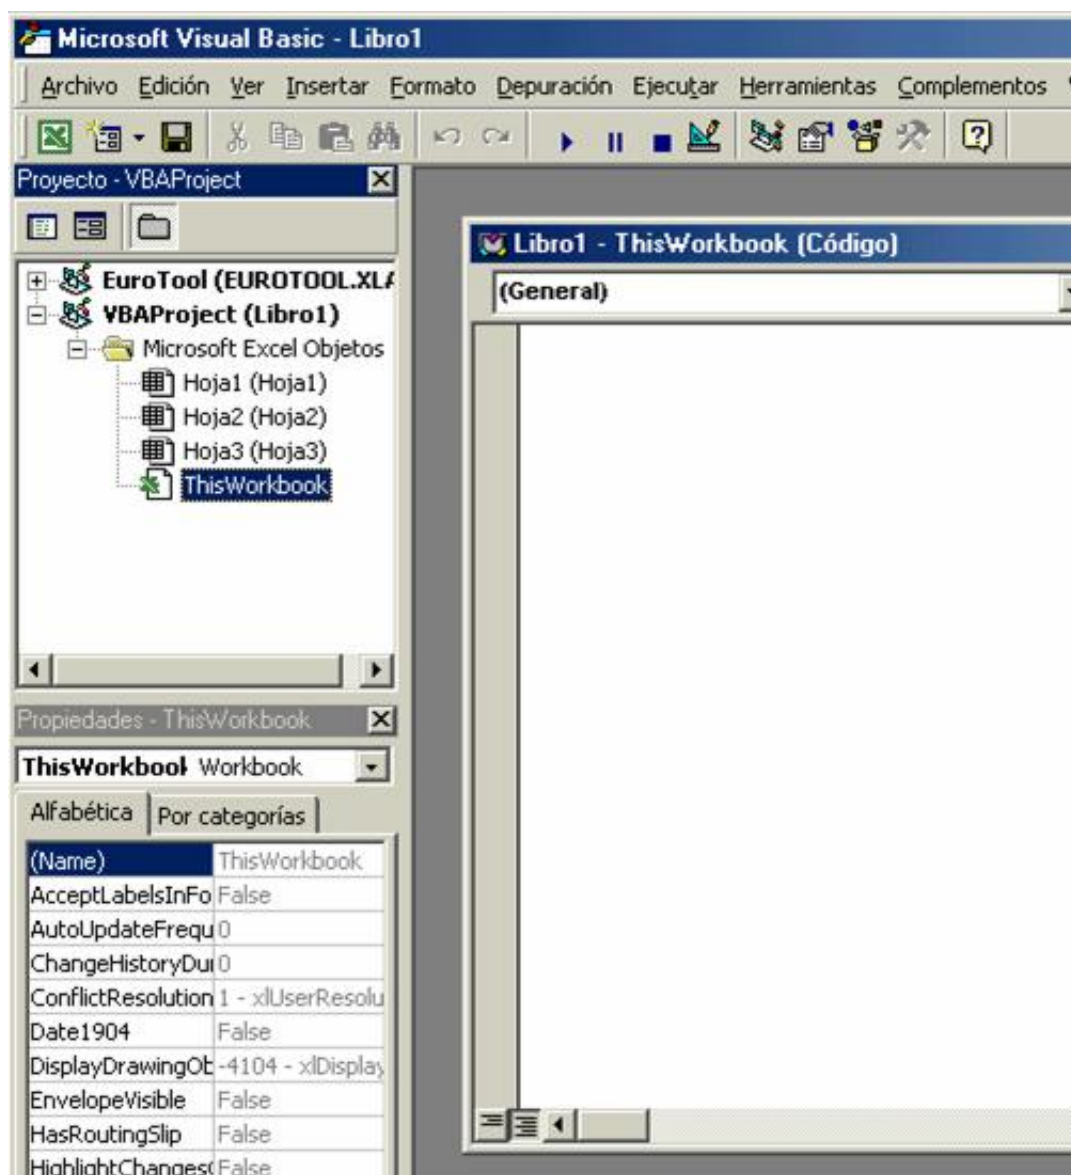 Microsoft Visual Basic - Libro1
Archivo Edición Ver Insertar Formato Depuración Ejecutar Herramientas Complementos
Proyecto - VBAProject
EuroTool (EUROTOOL.XLA
VBAProject (Libro1)
Microsoft Excel Objetos
Hoja1 (Hoja1)
Hoja2 (Hoja2)
Hoja3 (Hoja3)
ThisWorkbook
Libro1 - ThisWorkbook (Código)
(General)
Propiedades - ThisWorkbook
ThisWorkbook Workbook
Alfabética Por categorías
(Name) ThisWorkbook
AcceptLabelsInFo False
AutoUpdateFrequ 0
ChangeHistoryDur 0
ConflictResolution 1 - xlUserResolu
Date1904 False
DisplayDrawingOb -4104 - xlDisplay
EnvelopeVisible False
HasRoutingSlip False
HighlightChangesO False